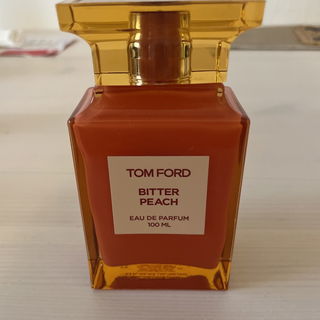 TOM FORD
BITTER
PEACH
EAU DE PARFUM
100 ML